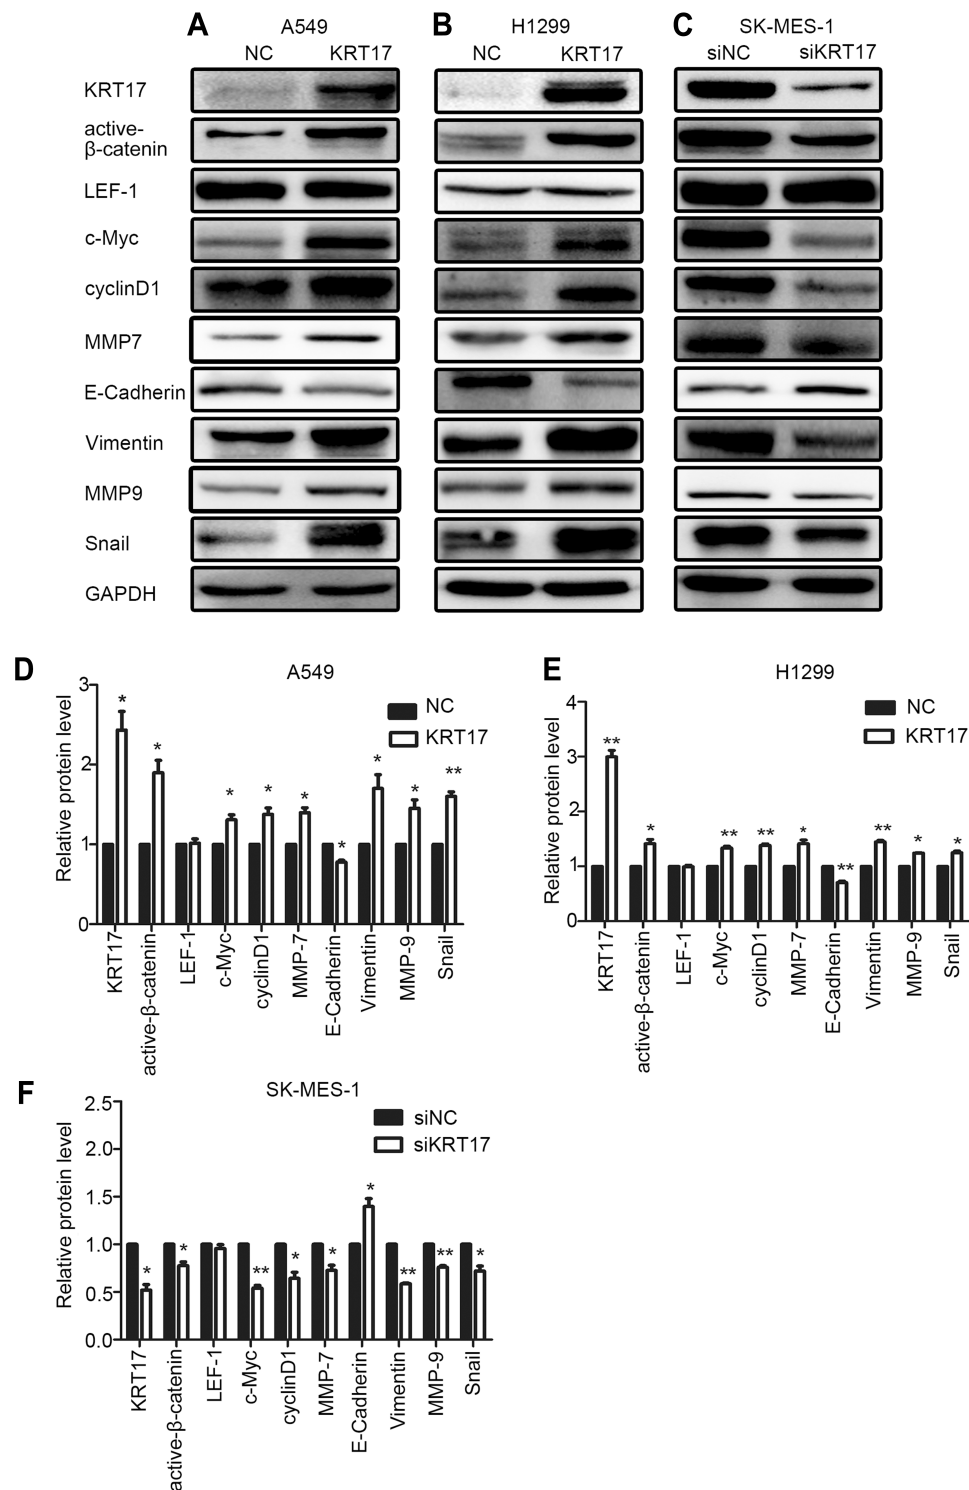 A A549 B H1299 C SK-MES-1
NC KRT17 NC KRT17 siNC siKRT17
KRT17
active-
β-catenin
LEF-1
c-Myc
cyclinD1
MMP7
E-Cadherin
Vimentin
MMP9
Snail
GAPDH
D A549
Relative protein level
3
2
1
0
NC
KRT17
* * * * * * * * **
KRT17
active-β-catenin
LEF-1
c-Myc
cyclinD1
MMP-7
E-Cadherin
Vimentin
MMP-9
Snail
E H1299
Relative protein level
4
3
2
1
0
NC
KRT17
** * ** ** * ** ** * *
KRT17
active-β-catenin
LEF-1
c-Myc
cyclinD1
MMP-7
E-Cadherin
Vimentin
MMP-9
Snail
F SK-MES-1
Relative protein level
2.5
2.0
1.5
1.0
0.5
0.0
siNC
siKRT17
* * ** * * * ** ** *
KRT17
active-β-catenin
LEF-1
c-Myc
cyclinD1
MMP-7
E-Cadherin
Vimentin
MMP-9
Snail